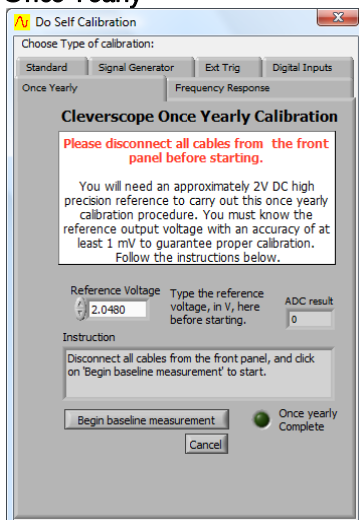 Once Yearly
Do Self Calibration
Choose Type of calibration:
Standard Signal Generator Ext Trig Digital Inputs
Once Yearly Frequency Response
Cleverscope Once Yearly Calibration
Please disconnect all cables from the front
panel before starting.
You will need an approximately 2V DC high
precision reference to carry out this once yearly
calibration procedure. You must know the
reference output voltage with an accuracy of at
least 1 mV to guarantee proper calibration.
Follow the instructions below.
Reference Voltage
2.0480
Type the reference
voltage, in V, here
before starting.
ADC result
0
Instruction
Disconnect all cables from the front panel, and click
on 'Begin baseline measurement' to start.
Begin baseline measurement
Once yearly
Complete
Cancel